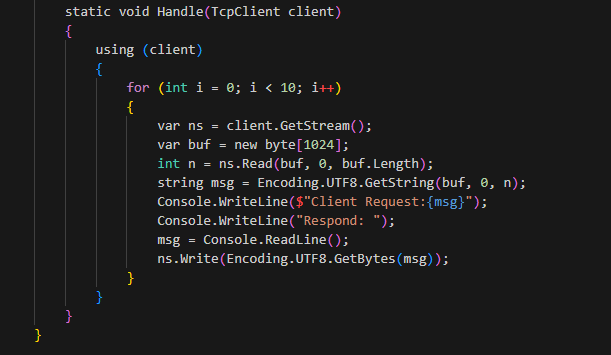 static void Handle(TcpClient client)
{
using (client)
{
for (int i = 0; i < 10; i++)
{
var ns = client.GetStream();
var buf = new byte[1024];
int n = ns.Read(buf, 0, buf.Length);
string msg = Encoding.UTF8.GetString(buf, 0, n);
Console.WriteLine($"Client Request:{msg}");
Console.WriteLine("Respond: ");
msg = Console.ReadLine();
ns.Write(Encoding.UTF8.GetBytes(msg));
}
}
}
}